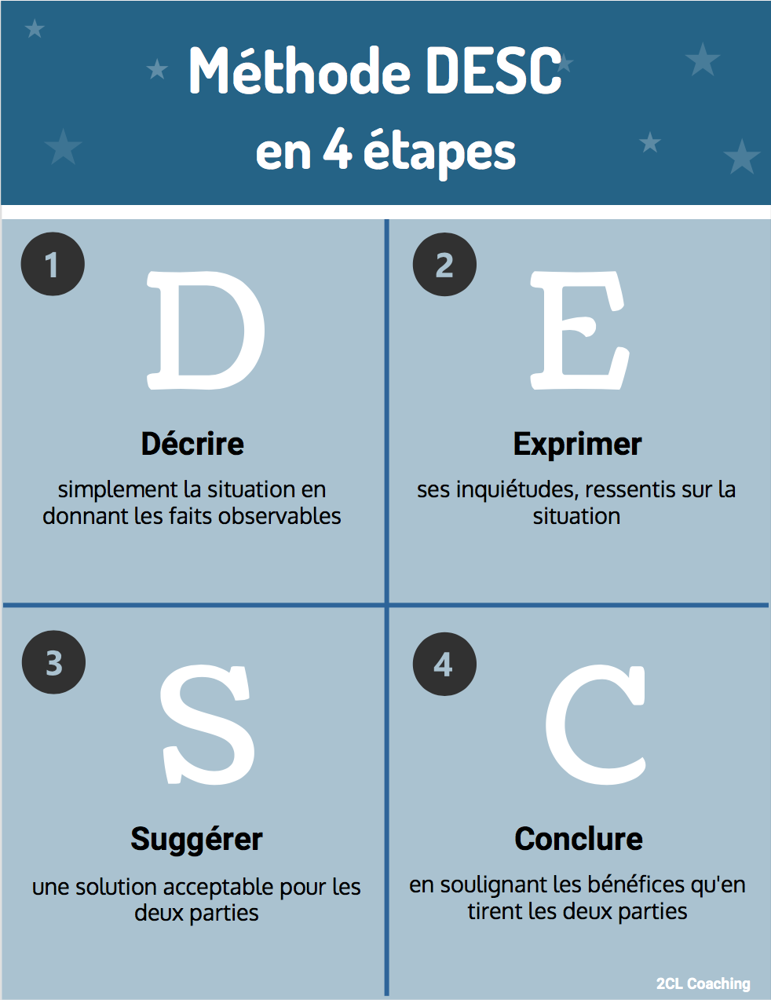 Méthode DESC
en 4 étapes
1
D
Décrire
simplement la situation en
donnant les faits observables
2
E
Exprimer
ses inquiétudes, ressentis sur la
situation
3
S
Suggérer
une solution acceptable pour les
deux parties
4
C
Conclure
en soulignant les bénéfices qu'en
tirent les deux parties
2CL Coaching